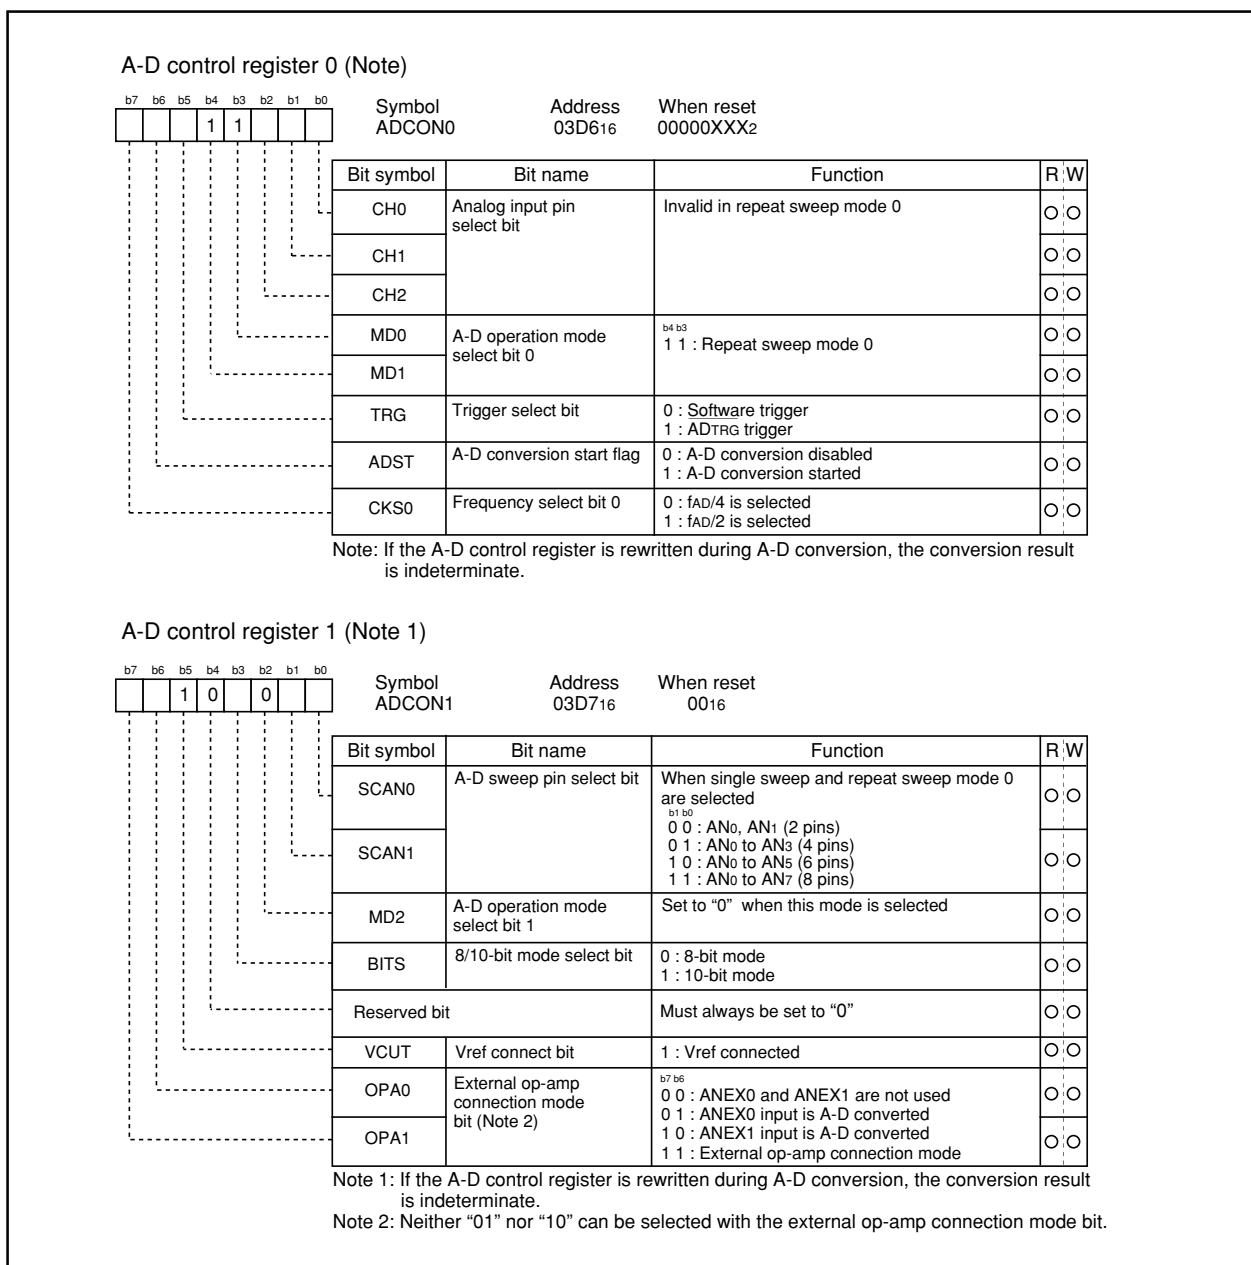 A-D control register 0 (Note)
b7 b6 b5 b4 b3 b2 b1 b0
1 1
Symbol Address When reset
ADCON0 03D616 00000XXX2
Bit symbol Bit name Function R W
CH0 Analog input pin select bit Invalid in repeat sweep mode 0
CH1
CH2
MD0 A-D operation mode select bit 0 b4 b3
1 1 : Repeat sweep mode 0
MD1
TRG Trigger select bit 0 : Software trigger
1 : ADTRG trigger
ADST A-D conversion start flag 0 : A-D conversion disabled
1 : A-D conversion started
CKS0 Frequency select bit 0 0 : fAD/4 is selected
1 : fAD/2 is selected
Note: If the A-D control register is rewritten during A-D conversion, the conversion result
is indeterminate.
A-D control register 1 (Note 1)
b7 b6 b5 b4 b3 b2 b1 b0
1 0 0
Symbol Address When reset
ADCON1 03D716 0016
Bit symbol Bit name Function R W
SCAN0 A-D sweep pin select bit When single sweep and repeat sweep mode 0
are selected
b1 b0
0 0 : AN0, AN1 (2 pins)
SCAN1 0 1 : AN0 to AN3 (4 pins)
1 0 : AN0 to AN5 (6 pins)
1 1 : AN0 to AN7 (8 pins)
MD2 A-D operation mode select bit 1 Set to “0” when this mode is selected
BITS 8/10-bit mode select bit 0 : 8-bit mode
1 : 10-bit mode
Reserved bit Must always be set to “0”
VCUT Vref connect bit 1 : Vref connected
OPA0 External op-amp connection mode bit (Note 2) b7 b6
0 0 : ANEX0 and ANEX1 are not used
0 1 : ANEX0 input is A-D converted
OPA1 1 0 : ANEX1 input is A-D converted
1 1 : External op-amp connection mode
Note 1: If the A-D control register is rewritten during A-D conversion, the conversion result
is indeterminate.
Note 2: Neither “01” nor “10” can be selected with the external op-amp connection mode bit.